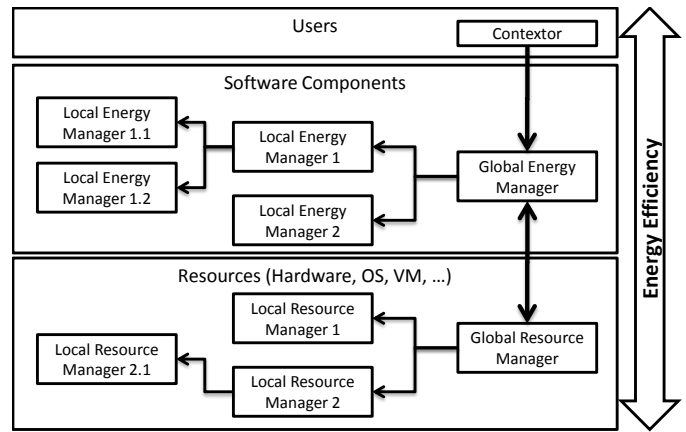 Users
Contextor
Software Components
Local Energy
Manager 1.1
Local Energy
Manager 1
Local Energy
Manager 1.2
Global Energy
Manager
Local Energy
Manager 2
Resources (Hardware, OS, VM, ...)
Local Resource
Manager 1
Local Resource
Manager 2.1
Global Resource
Manager
Local Resource
Manager 2
Energy Efficiency